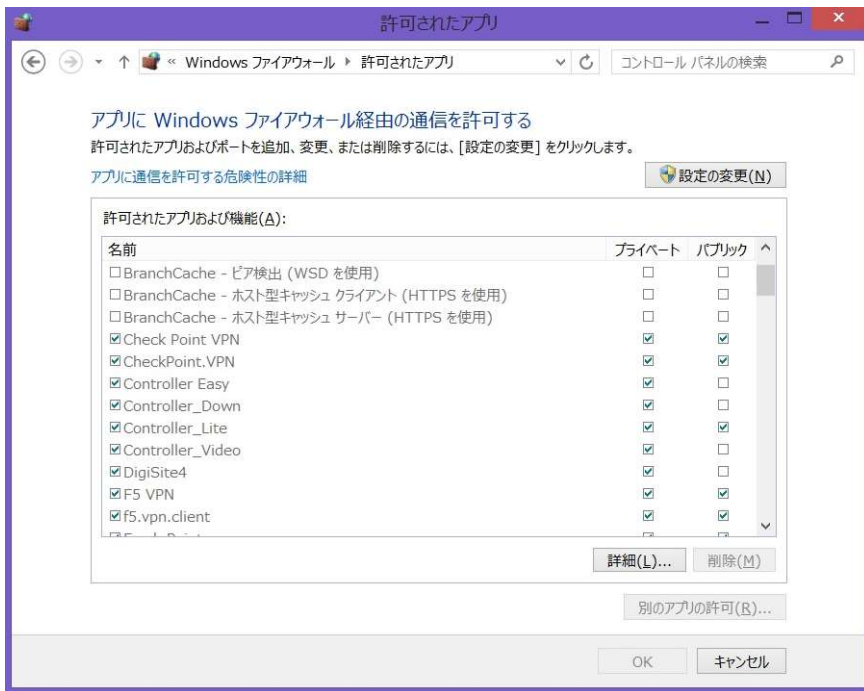 許可されたアプリ
« Windows ファイアウォール ▸ 許可されたアプリ
コントロール パネルの検索
アプリに Windows ファイアウォール経由の通信を許可する
許可されたアプリおよびポートを追加、変更、または削除するには、[設定の変更] をクリックします。
アプリに通信を許可する危険性の詳細
設定の変更(N)
許可されたアプリおよび機能(A):
名前 プライベート パブリック
BranchCache - ピア検出 (WSD を使用)
BranchCache - ホスト型キャッシュ クライアント (HTTPS を使用)
BranchCache - ホスト型キャッシュ サーバー (HTTPS を使用)
Check Point VPN
CheckPoint.VPN
Controller Easy
Controller_Down
Controller_Lite
Controller_Video
DigiSite4
F5 VPN
f5.vpn.client
詳細(L)... 削除(M)
別のアプリの許可(R)...
OK キャンセル